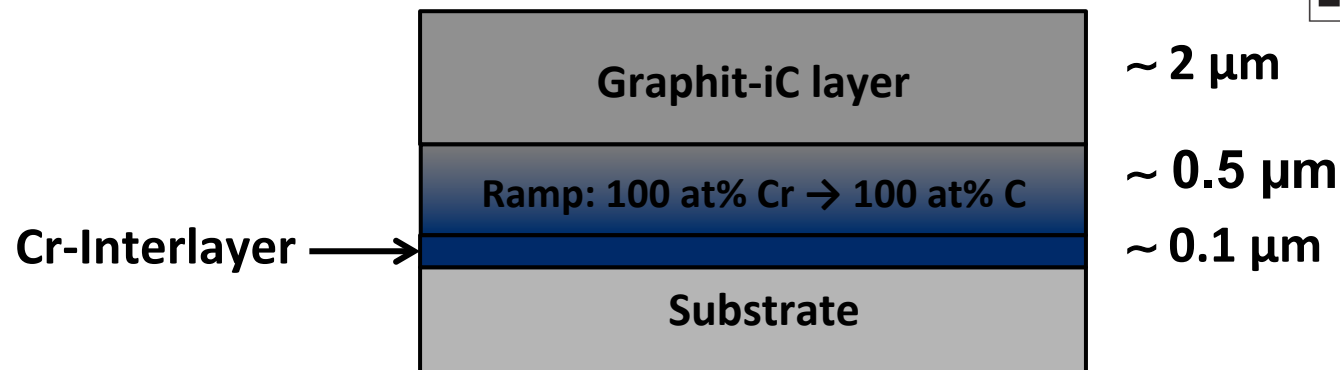 Graphit-iC layer
~ 2 µm
Ramp: 100 at% Cr → 100 at% C
~ 0.5 µm
Cr-Interlayer
~ 0.1 µm
Substrate